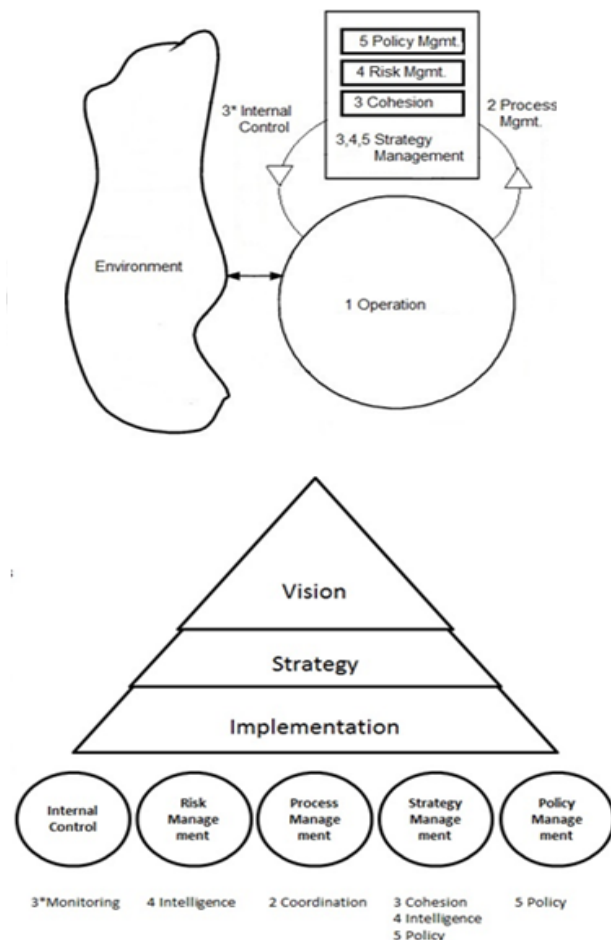 5 Policy Mgmt.
4 Risk Mgmt.
3 Cohesion
3,4,5 Strategy
Management
3* Internal
Control
2 Process
Mgmt.
Environment
1 Operation
Vision
Strategy
Implementation
Internal
Control
Risk
Manage
ment
Process
Manage
ment
Strategy
Manage
ment
Policy
Manage
ment
3*Monitoring
4 Intelligence
2 Coordination
3 Cohesion
4 Intelligence
5 Policy
5 Policy